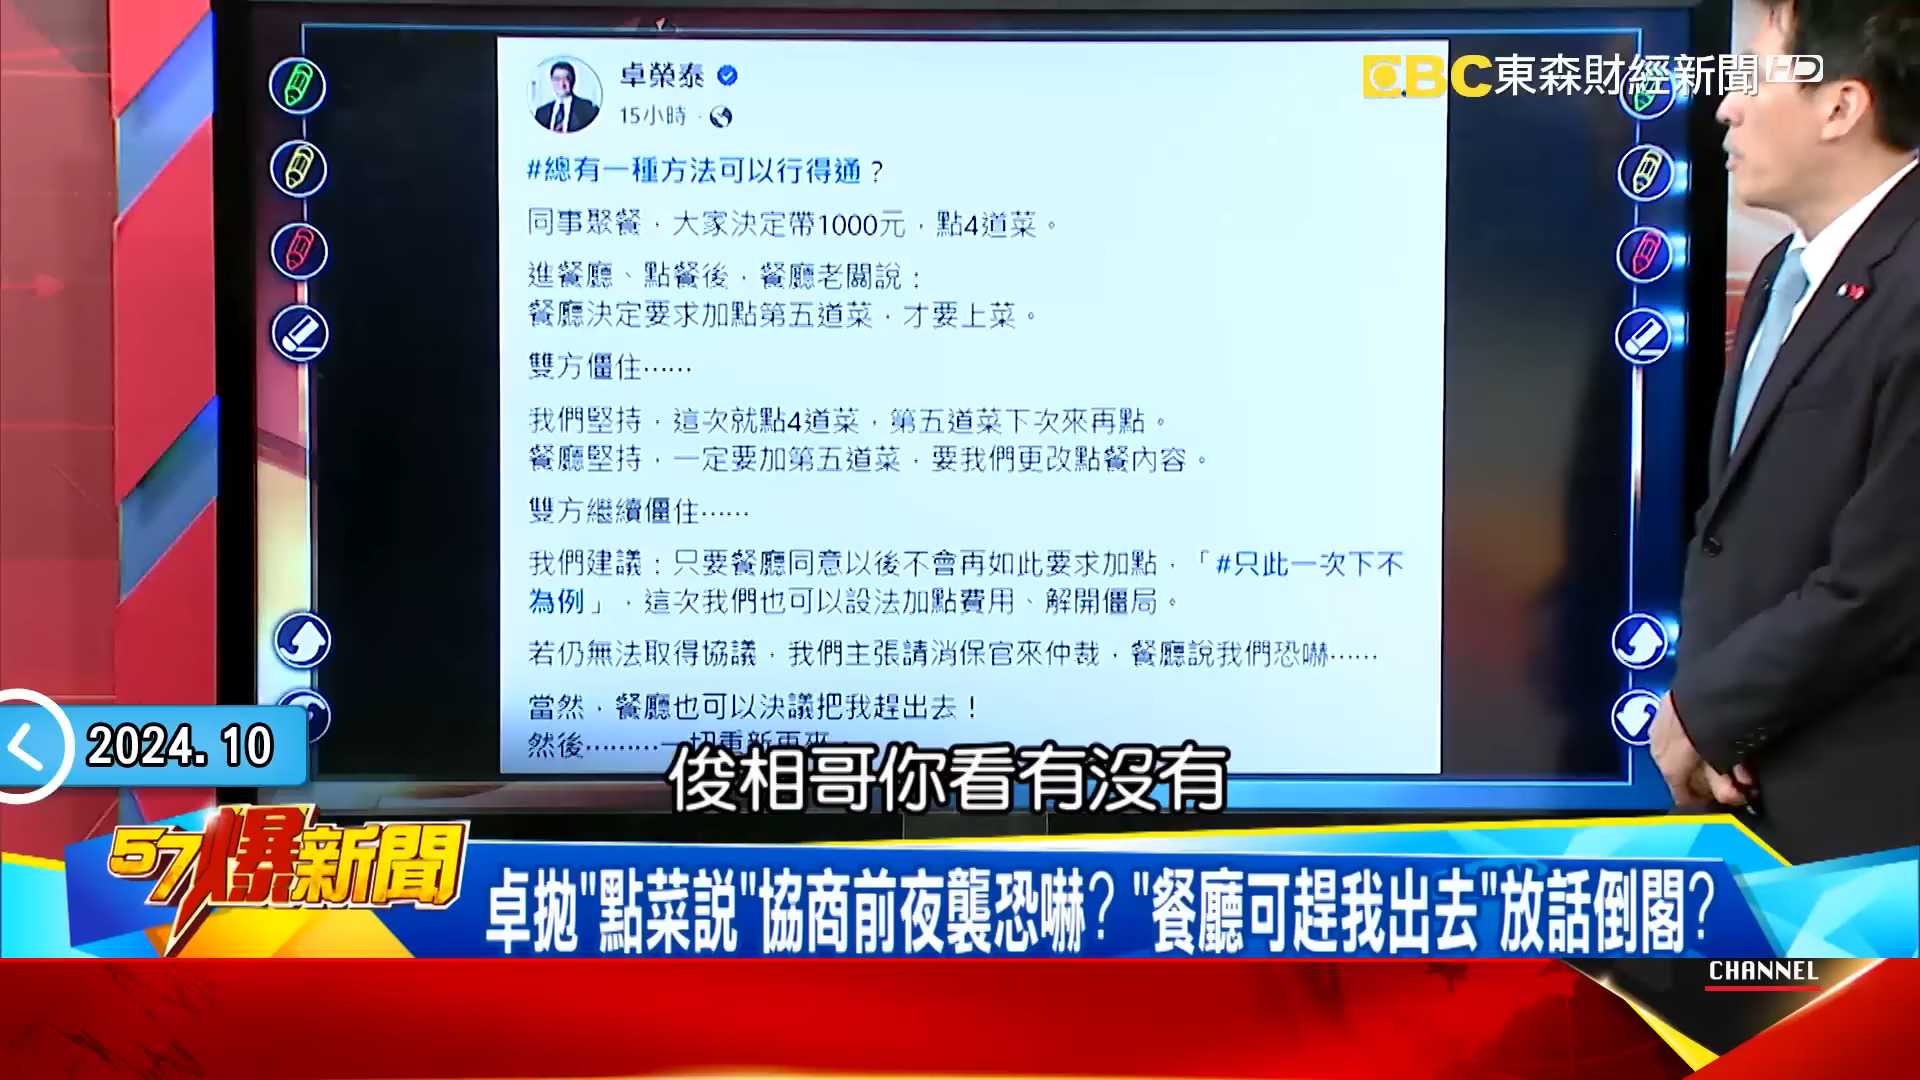 卓榮泰
15小時
#總有一種方法可以行得通？
同事聚餐，大家決定帶1000元，點4道菜。
進餐廳、點餐後，餐廳老闆說：
餐廳決定要求加點第五道菜，才要上菜。
雙方僵住……
我們堅持，這次就點4道菜，第五道菜下次來再點。
餐廳堅持，一定要加第五道菜，要我們更改點餐內容。
雙方繼續僵住……
我們建議：只要餐廳同意以後不會再如此要求加點，「#只此一次下不
為例」，這次我們也可以設法加點費用、解開僵局。
若仍無法取得協議，我們主張請消保官來仲裁，餐廳說我們恐嚇……
當然，餐廳也可以決議把我趕出去！
然後………一切重新再來。
EBC東森財經新聞HD
2024.10
俊相哥你看有沒有
57爆新聞
卓拋"點菜說"協商前夜襲恐嚇？"餐廳可趕我出去"放話倒閣？
CHANNEL